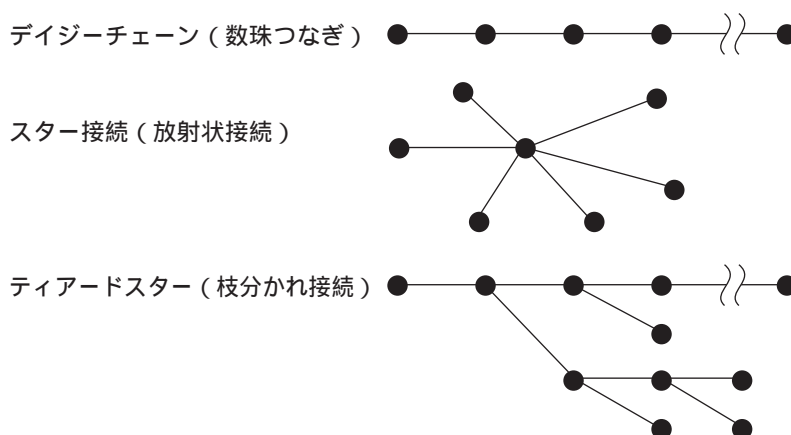 デイジーチェーン（数珠つなぎ）
スター接続（放射状接続）
ティアードスター（枝分かれ接続）